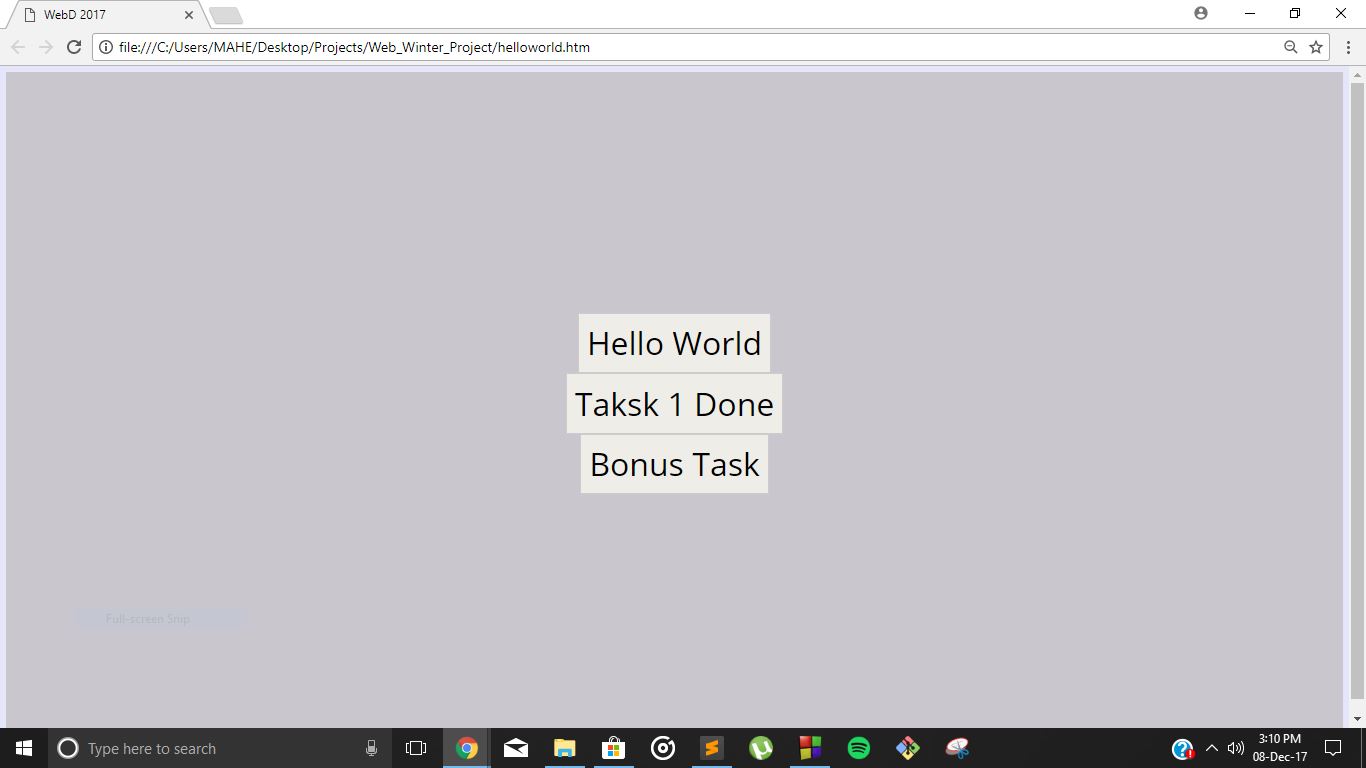 WebD 2017
file:///C:/Users/MAHE/Desktop/Projects/Web_Winter_Project/helloworld.htm
Hello World
Taksk 1 Done
Bonus Task
Full-screen Snip
Type here to search
3:10 PM
08-Dec-17